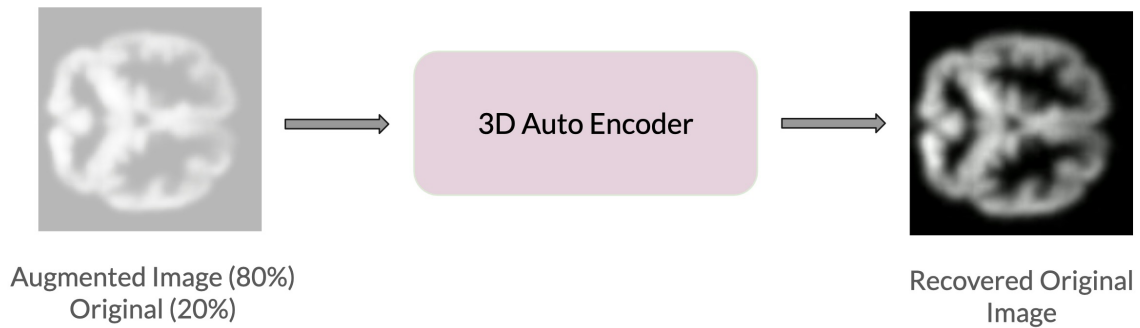 3D Auto Encoder
Augmented Image (80%)
Original (20%)
Recovered Original
Image